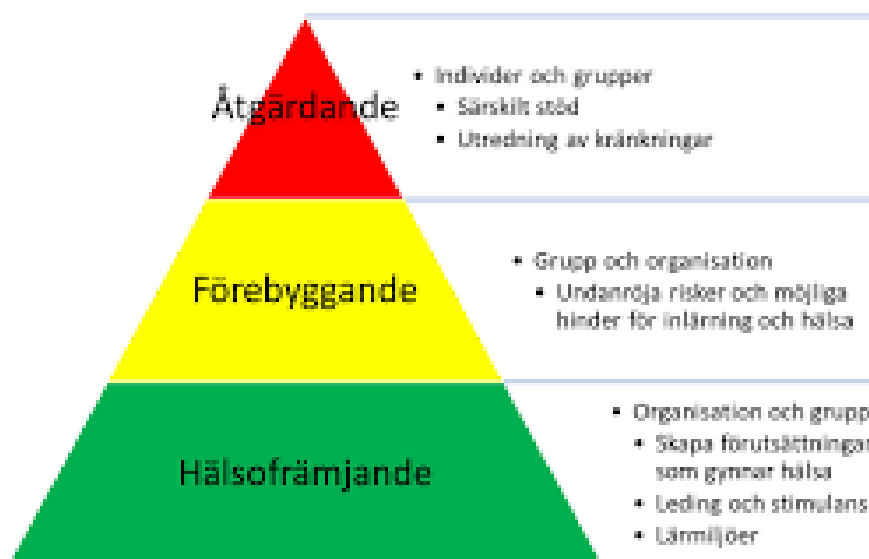 Åtgärdande
• Individer och grupper
• Särskilt stöd
• Utredning av kränkningar
Förebyggande
• Grupp och organisation
• Undanröja risker och möjliga
hinder för inlärning och hälsa
Hälsofrämjande
• Organisation och grupp
• Skapa förutsättningar
som gynnar hälsa
• Leding och stimulans
• Lärmiljöer